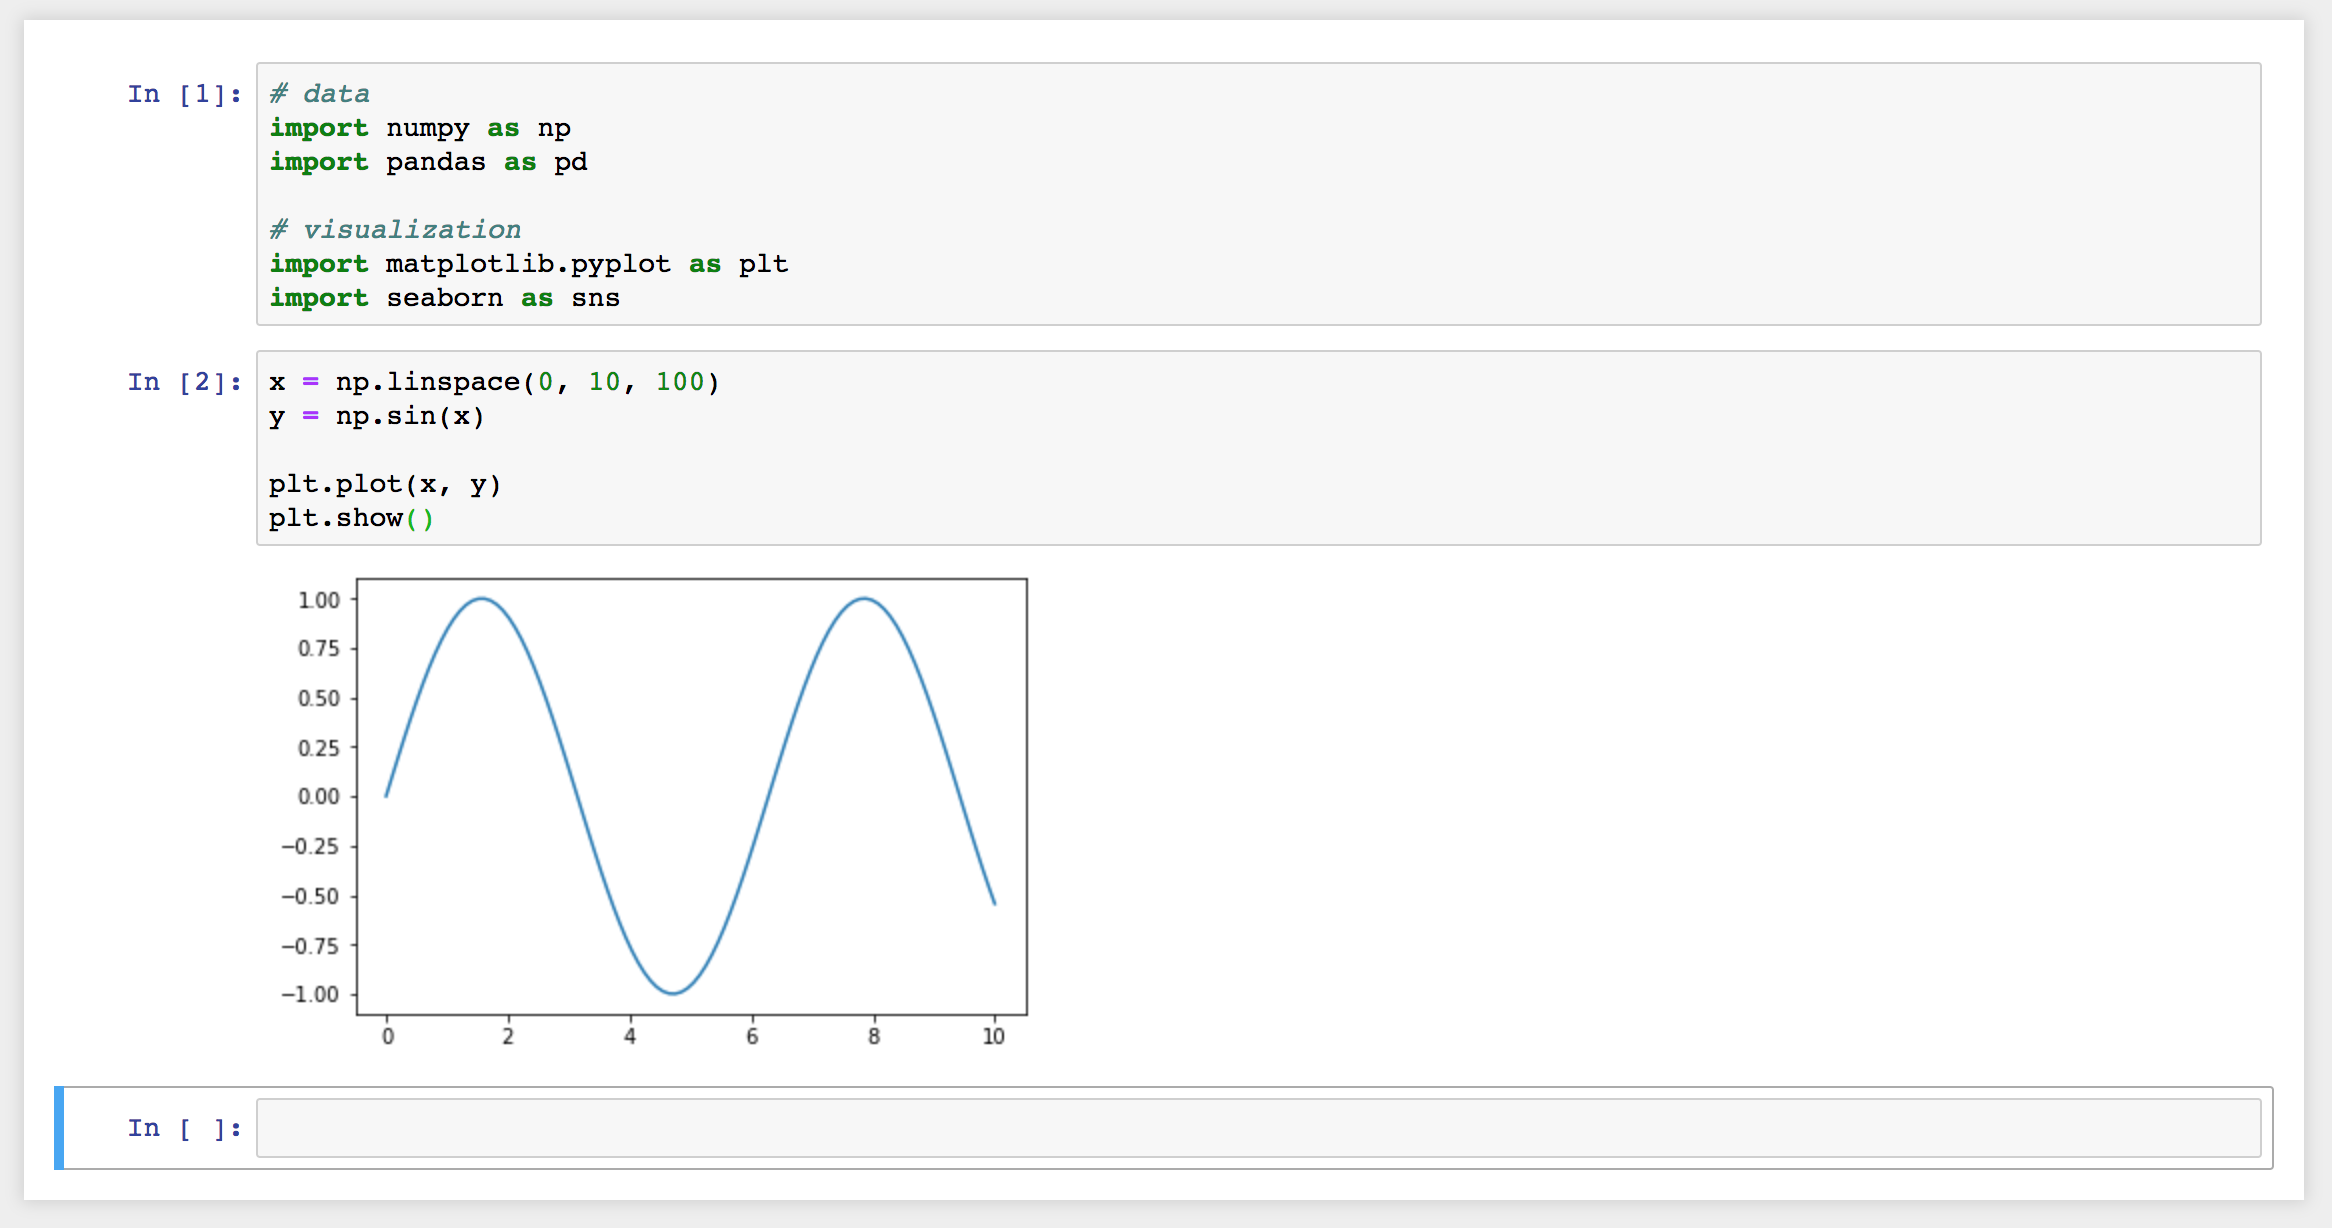 In [1]: # data
import numpy as np
import pandas as pd
# visualization
import matplotlib.pyplot as plt
import seaborn as sns
In [2]: x = np.linspace(0, 10, 100)
y = np.sin(x)
plt.plot(x, y)
plt.show()
1.00
0.75
0.50
0.25
0.00
−0.25
−0.50
−0.75
−1.00
0 2 4 6 8 10
In [ ]: